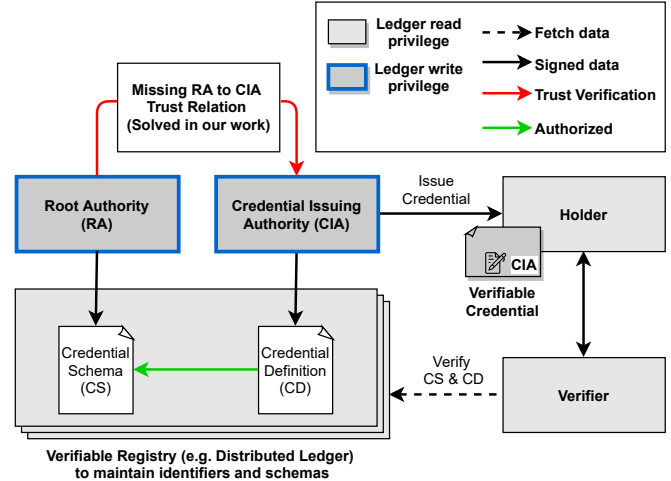 Ledger read
privilege
Ledger write
privilege
Fetch data
Signed data
Trust Verification
Authorized
Missing RA to CIA
Trust Relation
(Solved in our work)
Root Authority
(RA)
Credential Issuing
Authority (CIA)
Issue
Credential
Holder
CIA
Verifiable
Credential
Credential
Schema
(CS)
Credential
Definition
(CD)
Verify
CS & CD
Verifier
Verifiable Registry (e.g. Distributed Ledger)
to maintain identifiers and schemas